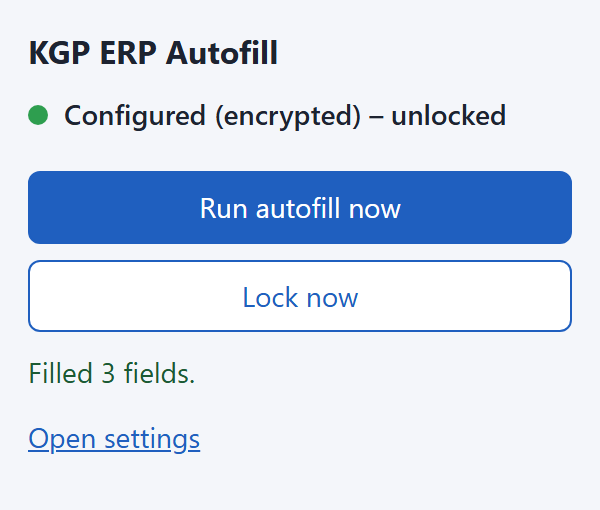 KGP ERP Autofill
Configured (encrypted) – unlocked
Run autofill now
Lock now
Filled 3 fields.
Open settings